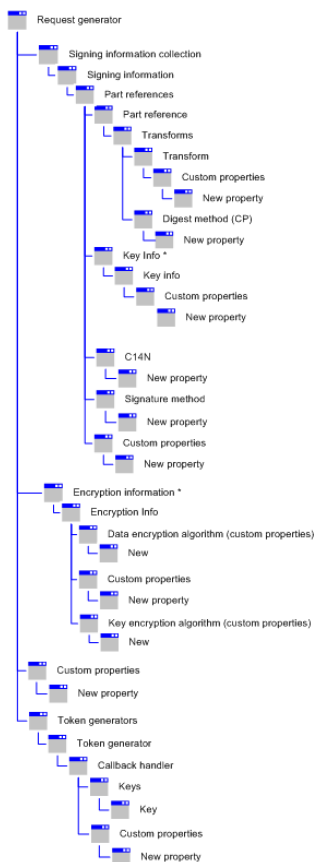 Request generator
Signing information collection
Signing information
Part references
Part reference
Transforms
Transform
Custom properties
New property
Digest method (CP)
New property
Key Info *
Key info
Custom properties
New property
C14N
New property
Signature method
New property
Custom properties
New property
Encryption information *
Encryption Info
Data encryption algorithm (custom properties)
New
Custom properties
New property
Key encryption algorithm (custom properties)
New
Custom properties
New property
Token generators
Token generator
Callback handler
Keys
Key
Custom properties
New property